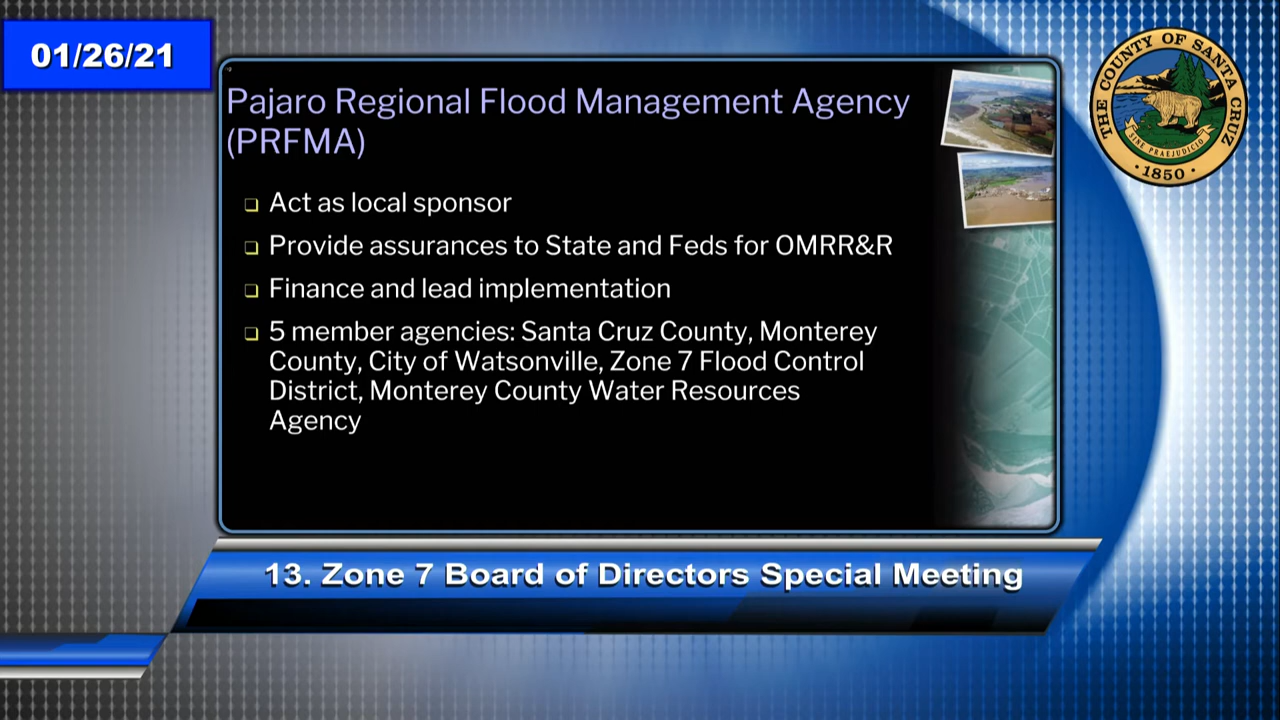 01/26/21
Pajaro Regional Flood Management Agency
(PRFMA)
THE COUNTY OF SANTA CRUZ
SINE PRAEJUDICIO
• 1850 •
❑ Act as local sponsor
❑ Provide assurances to State and Feds for OMRR&R
❑ Finance and lead implementation
❑ 5 member agencies: Santa Cruz County, Monterey
County, City of Watsonville, Zone 7 Flood Control
District, Monterey County Water Resources
Agency
13. Zone 7 Board of Directors Special Meeting